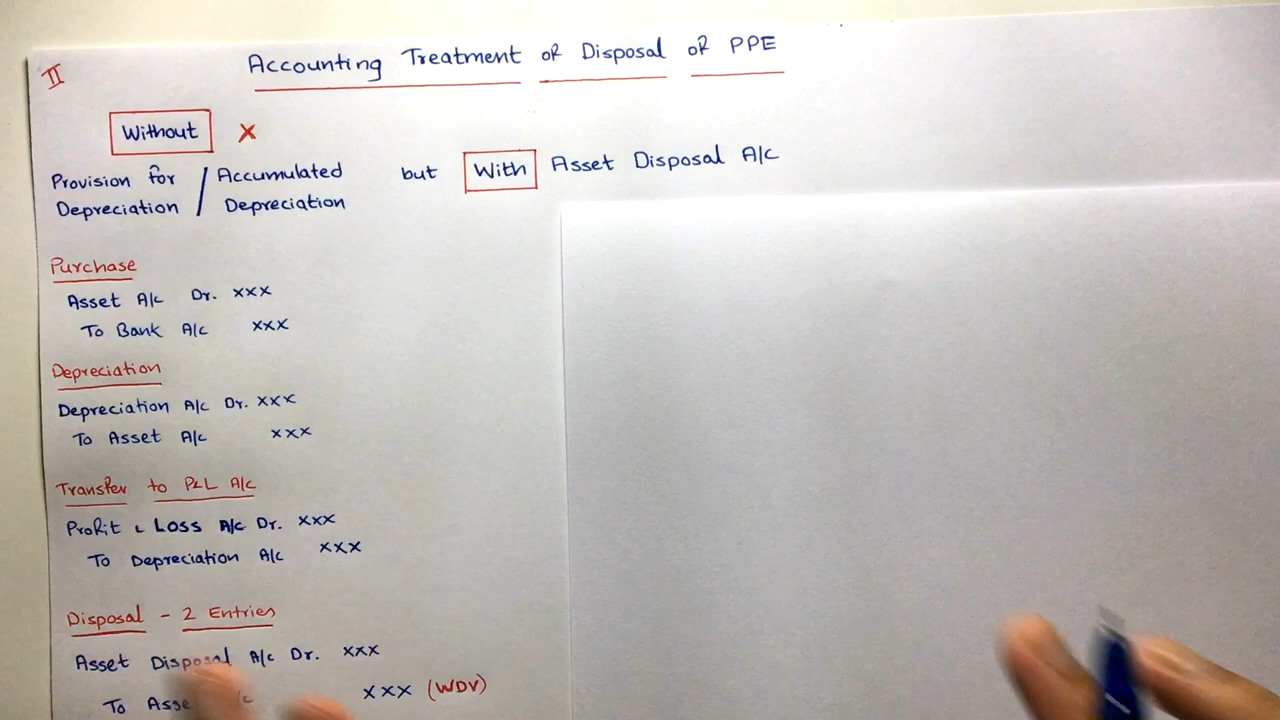 II
Accounting Treatment of Disposal of PPE
Without X
Provision for / Accumulated but With Asset Disposal A/c
Depreciation Depreciation
Purchase
Asset A/c Dr. xxx
To Bank A/c xxx
Depreciation
Depreciation A/c Dr. xxx
To Asset A/c xxx
Transfer to P&L A/c
Profit & Loss A/c Dr. xxx
To Depreciation A/c xxx
Disposal - 2 Entries
Asset Disposal A/c Dr. xxx
To xxx (WDV)